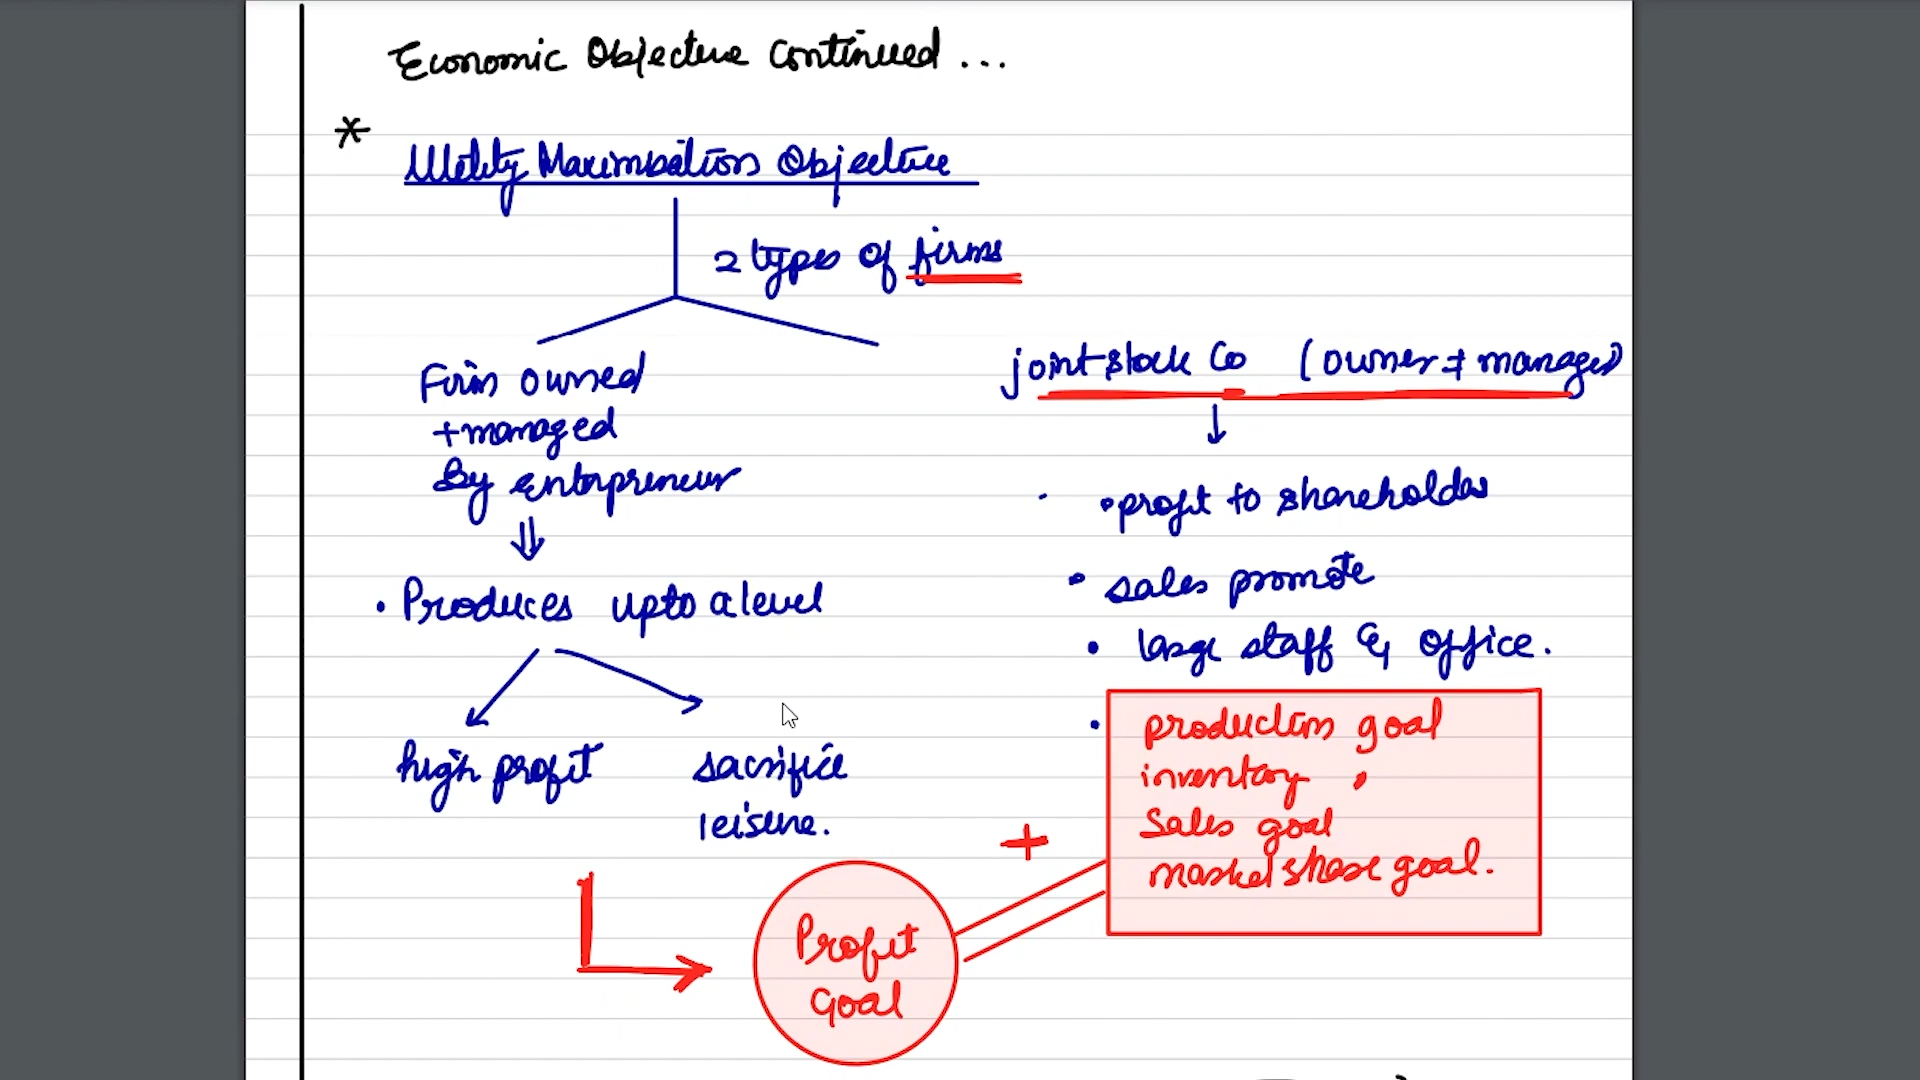 Economic Objective Continued ...
*
Utility Maximisation Objective
2 types of firms
Firm owned
+managed
By entrepreneur
• Produces upto a level
high profit
sacrifice
leisure.
joint stock Co (owner ≠ manager)
• profit to shareholders
• sales promote
• large staff & office.
• production goal
inventory "
Sales goal
market share goal.
+
Profit
Goal